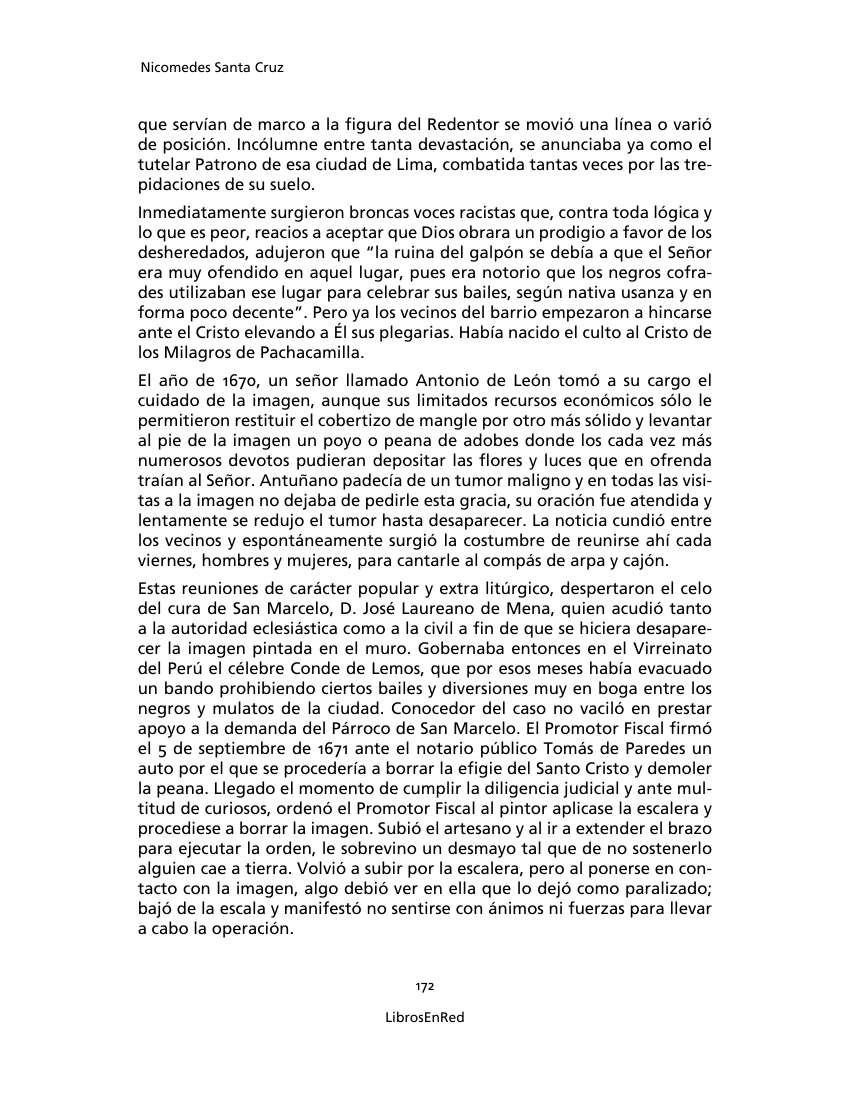 Nicomedes Santa Cruz
que servían de marco a la figura del Redentor se movió una línea o varió
de posición. Incólumne entre tanta devastación, se anunciaba ya como el
tutelar Patrono de esa ciudad de Lima, combatida tantas veces por las tre-
pidaciones de su suelo.
Inmediatamente surgieron broncas voces racistas que, contra toda lógica y
lo que es peor, reacios a aceptar que Dios obrara un prodigio a favor de los
desheredados, adujeron que “la ruina del galpón se debía a que el Señor
era muy ofendido en aquel lugar, pues era notorio que los negros cofra-
des utilizaban ese lugar para celebrar sus bailes, según nativa usanza y en
forma poco decente”. Pero ya los vecinos del barrio empezaron a hincarse
ante el Cristo elevando a Él sus plegarias. Había nacido el culto al Cristo de
los Milagros de Pachacamilla.
El año de 1670, un señor llamado Antonio de León tomó a su cargo el
cuidado de la imagen, aunque sus limitados recursos económicos sólo le
permitieron restituir el cobertizo de mangle por otro más sólido y levantar
al pie de la imagen un poyo o peana de adobes donde los cada vez más
numerosos devotos pudieran depositar las flores y luces que en ofrenda
traían al Señor. Antuñano padecía de un tumor maligno y en todas las visi-
tas a la imagen no dejaba de pedirle esta gracia, su oración fue atendida y
lentamente se redujo el tumor hasta desaparecer. La noticia cundió entre
los vecinos y espontáneamente surgió la costumbre de reunirse ahí cada
viernes, hombres y mujeres, para cantarle al compás de arpa y cajón.
Estas reuniones de carácter popular y extra litúrgico, despertaron el celo
del cura de San Marcelo, D. José Laureano de Mena, quien acudió tanto
a la autoridad eclesiástica como a la civil a fin de que se hiciera desapare-
cer la imagen pintada en el muro. Gobernaba entonces en el Virreinato
del Perú el célebre Conde de Lemos, que por esos meses había evacuado
un bando prohibiendo ciertos bailes y diversiones muy en boga entre los
negros y mulatos de la ciudad. Conocedor del caso no vaciló en prestar
apoyo a la demanda del Párroco de San Marcelo. El Promotor Fiscal firmó
el 5 de septiembre de 1671 ante el notario público Tomás de Paredes un
auto por el que se procedería a borrar la efigie del Santo Cristo y demoler
la peana. Llegado el momento de cumplir la diligencia judicial y ante mul-
titud de curiosos, ordenó el Promotor Fiscal al pintor aplicase la escalera y
procediese a borrar la imagen. Subió el artesano y al ir a extender el brazo
para ejecutar la orden, le sobrevino un desmayo tal que de no sostenerlo
alguien cae a tierra. Volvió a subir por la escalera, pero al ponerse en con-
tacto con la imagen, algo debió ver en ella que lo dejó como paralizado;
bajó de la escala y manifestó no sentirse con ánimos ni fuerzas para llevar
a cabo la operación.
172
LibrosEnRed